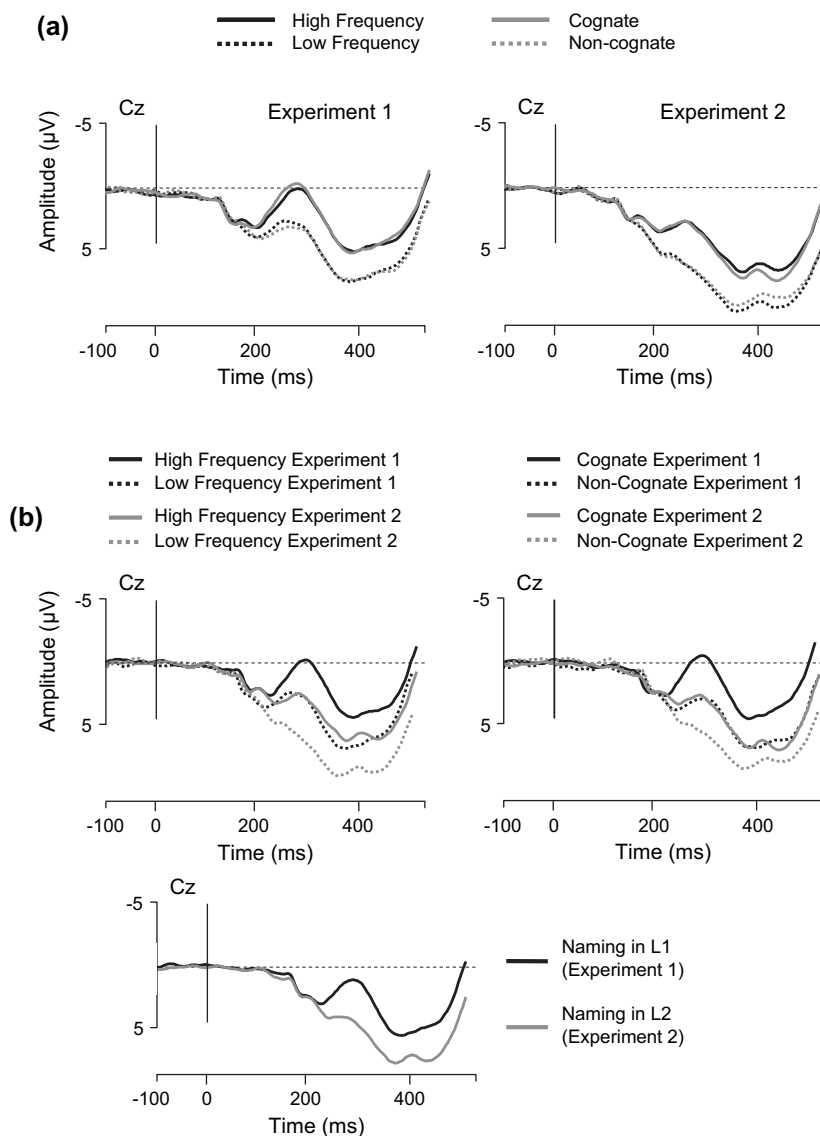 (a)
High Frequency
Low Frequency
Cognate
Non-cognate
Cz
Experiment 1
Cz
Experiment 2
Amplitude (µV)
-5
5
-5
5
-100 0 200 400
Time (ms)
-100 0 200 400
Time (ms)
(b)
High Frequency Experiment 1
Low Frequency Experiment 1
High Frequency Experiment 2
Low Frequency Experiment 2
Cognate Experiment 1
Non-Cognate Experiment 1
Cognate Experiment 2
Non-Cognate Experiment 2
Cz
Cz
Amplitude (µV)
-5
5
-5
5
-100 0 200 400
Time (ms)
-100 0 200 400
Time (ms)
Cz
-5
5
-100 0 200 400
Time (ms)
Naming in L1
(Experiment 1)
Naming in L2
(Experiment 2)